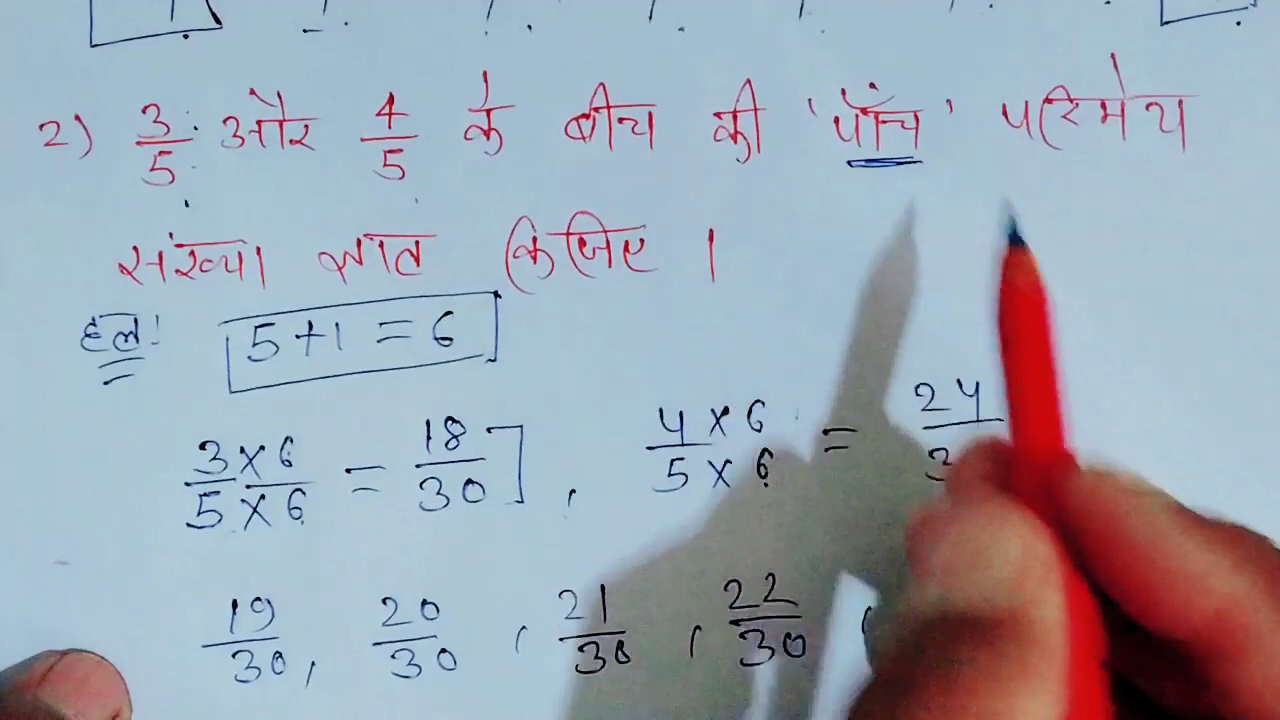 2) 3/5 और 4/5 के बीच की 'पाँच' परिमेय
संख्या ज्ञात किजिए ।
हल: 5+1 = 6
3×6/5×6 = 18/30 ] , 4×6/5×6 = 24/3
19/30, 20/30 , 21/30 , 22/30 ,